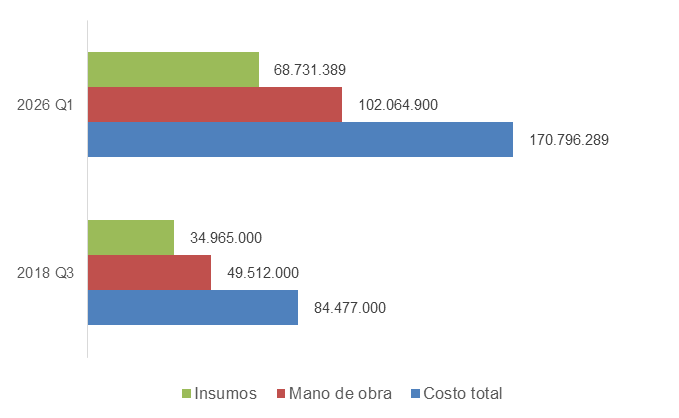 68.731.389
2026 Q1
102.064.900
170.796.289
34.965.000
2018 Q3
49.512.000
84.477.000
Insumos Mano de obra Costo total